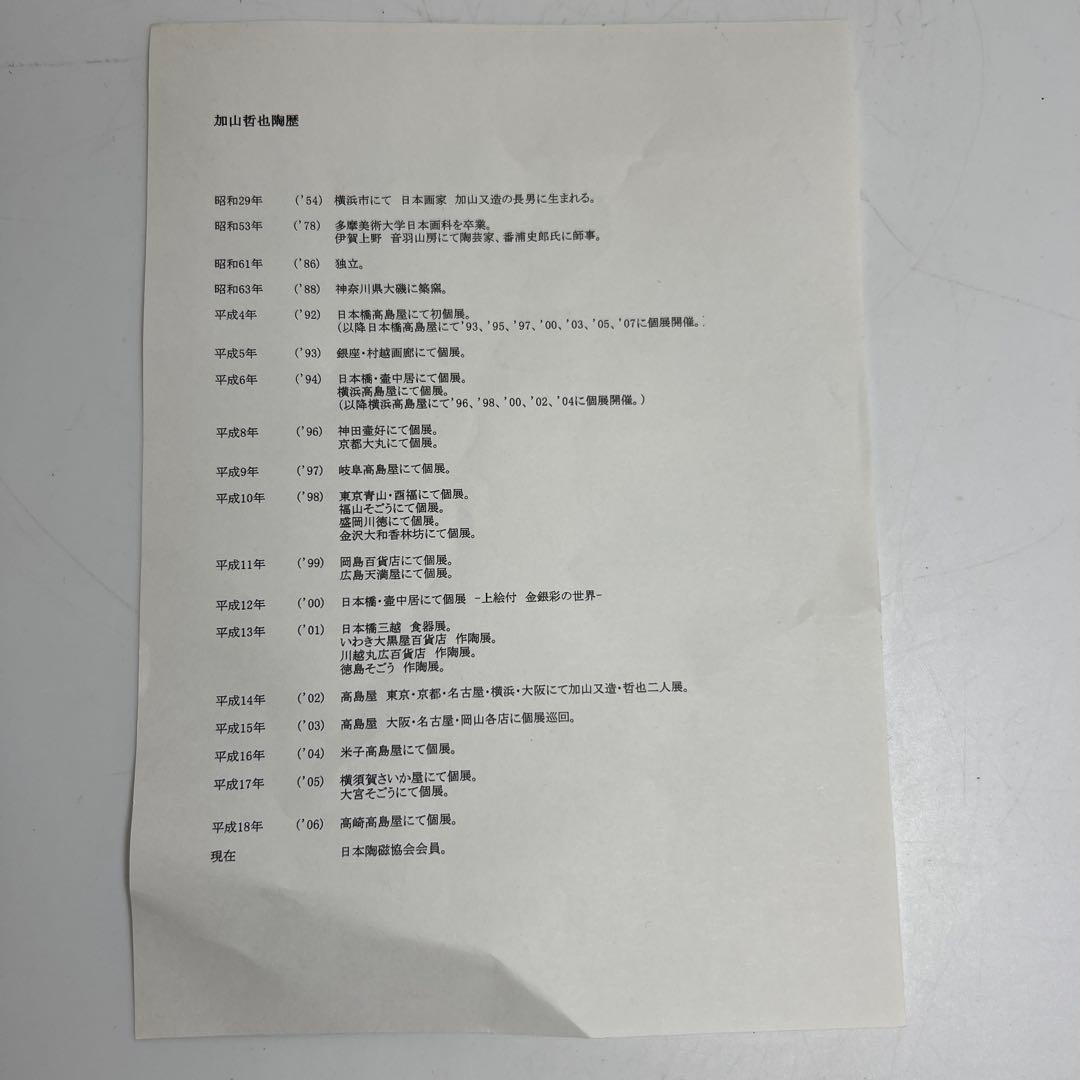 加山哲也陶歴
昭和29年 ('54) 横浜市にて 日本画家 加山又造の長男に生まれる。
昭和53年 ('78) 多摩美術大学日本画科を卒業。
伊賀上野 音羽山房にて陶芸家、番浦史郎氏に師事。
昭和61年 ('86) 独立。
昭和63年 ('88) 神奈川県大磯に築窯。
平成4年 ('92) 日本橋高島屋にて初個展。
(以降日本橋高島屋にて'93、'95、'97、'00、'03、'05、'07に個展開催。)
平成5年 ('93) 銀座・村越画廊にて個展。
平成6年 ('94) 日本橋・壷中居にて個展。
横浜高島屋にて個展。
(以降横浜高島屋にて'96、'98、'00、'02、'04に個展開催。)
平成8年 ('96) 神田壷好にて個展。
京都大丸にて個展。
平成9年 ('97) 岐阜高島屋にて個展。
平成10年 ('98) 東京青山・酉福にて個展。
福山そごうにて個展。
盛岡川徳にて個展。
金沢大和香林坊にて個展。
平成11年 ('99) 岡島百貨店にて個展。
広島天満屋にて個展。
平成12年 ('00) 日本橋・壷中居にて個展 -上絵付 金銀彩の世界-
平成13年 ('01) 日本橋三越 食器展。
いわき大黒屋百貨店 作陶展。
川越丸広百貨店 作陶展。
徳島そごう 作陶展。
平成14年 ('02) 高島屋 東京・京都・名古屋・横浜・大阪にて加山又造・哲也二人展。
平成15年 ('03) 高島屋 大阪・名古屋・岡山各店に個展巡回。
平成16年 ('04) 米子高島屋にて個展。
平成17年 ('05) 横須賀さいか屋にて個展。
大宮そごうにて個展。
平成18年 ('06) 高崎高島屋にて個展。
現在 日本陶磁協会会員。